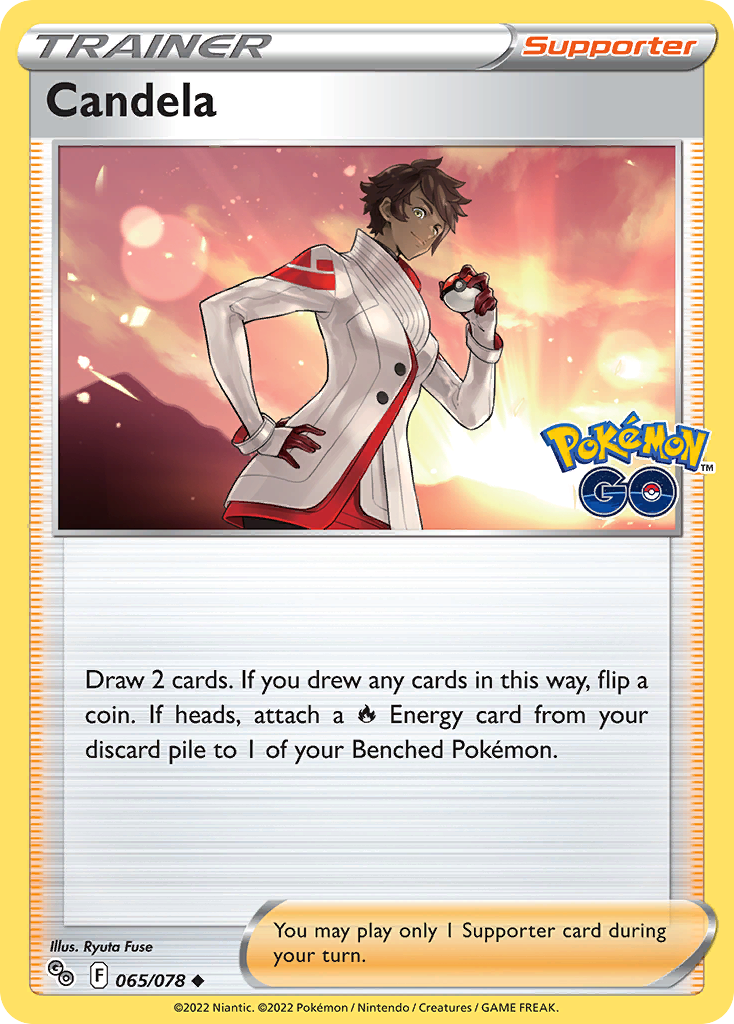 TRAINER Supporter
Candela
POKÉMON
GO
TM
Draw 2 cards. If you drew any cards in this way, flip a
coin. If heads, attach a Energy card from your
discard pile to 1 of your Benched Pokémon.
You may play only 1 Supporter card during
your turn.
Illus. Ryuta Fuse
GO F 065/078
©2022 Niantic. ©2022 Pokémon / Nintendo / Creatures / GAME FREAK.